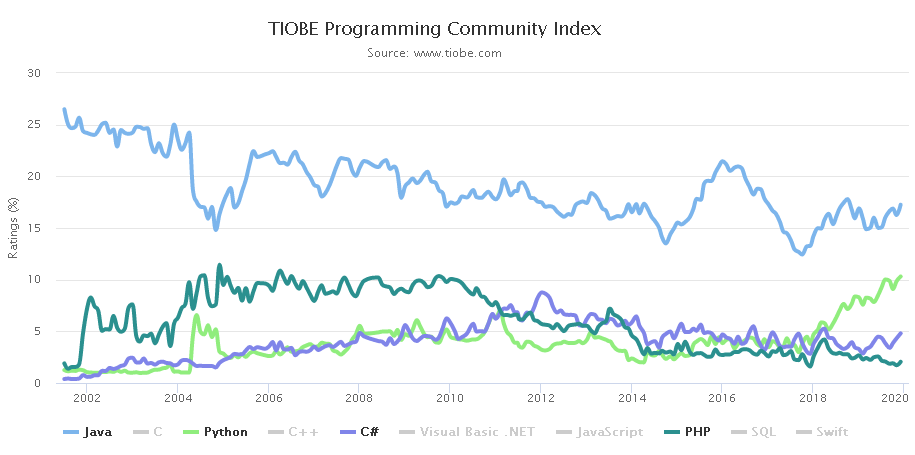 TIOBE Programming Community Index
Source: www.tiobe.com
30
25
20
15
10
5
0
Ratings (%)
2002 2004 2006 2008 2010 2012 2014 2016 2018 2020
Java C Python C++ C# Visual Basic .NET JavaScript PHP SQL Swift